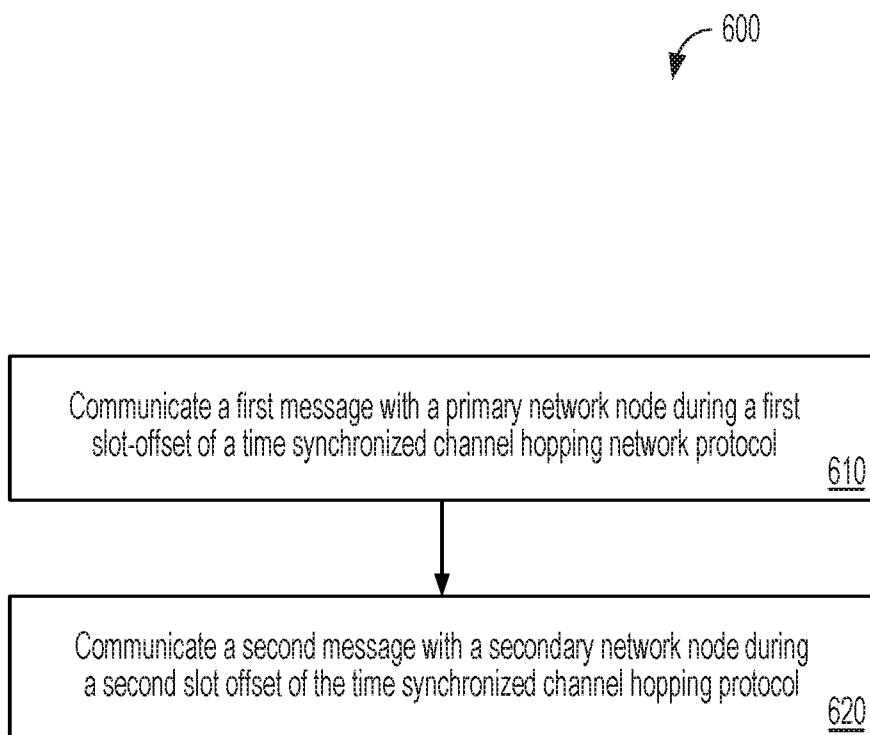 600
Communicate a first message with a primary network node during a first
slot-offset of a time synchronized channel hopping network protocol
610
Communicate a second message with a secondary network node during
a second slot offset of the time synchronized channel hopping protocol
620